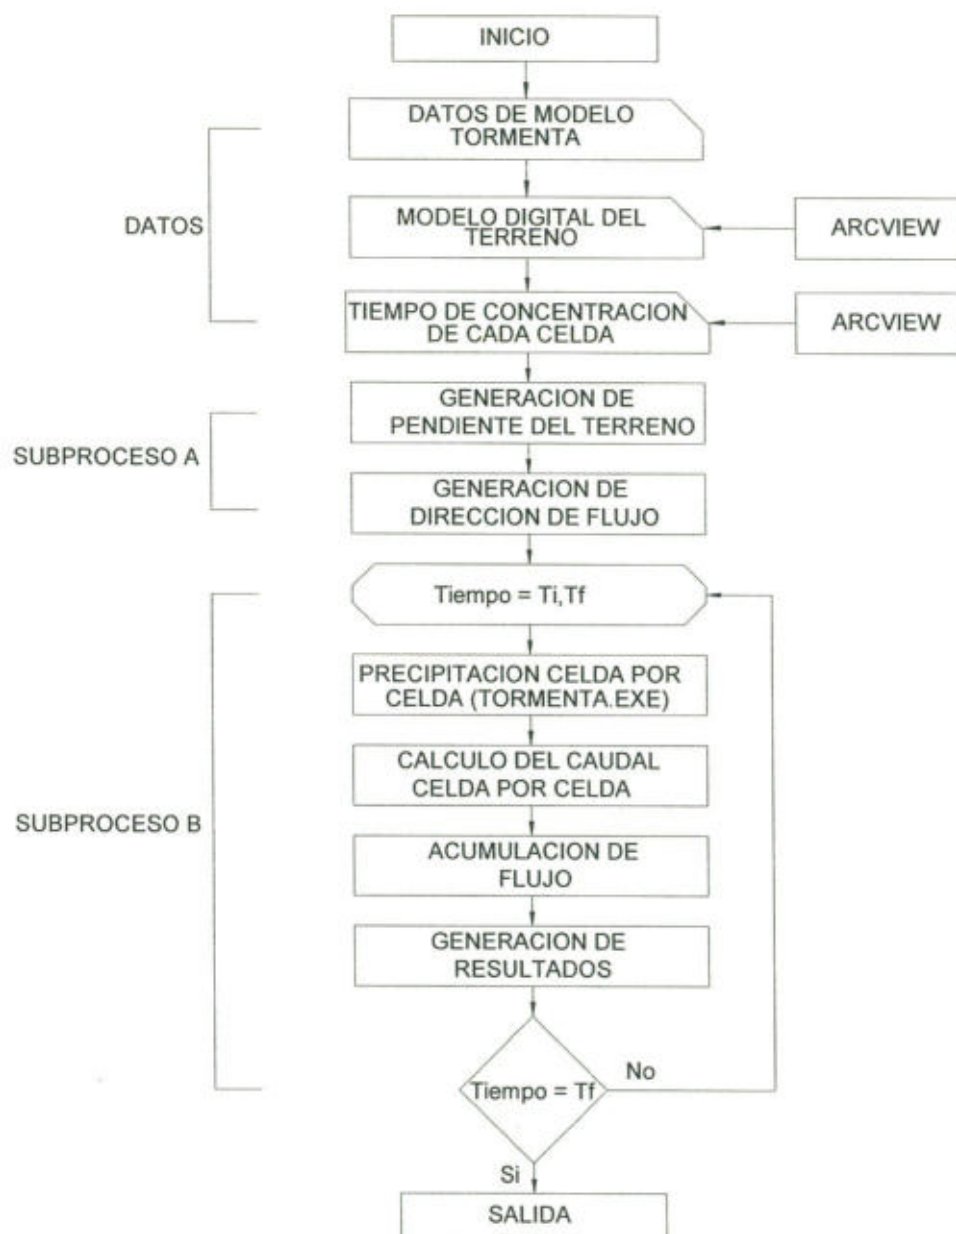 INICIO
DATOS DE MODELO
TORMENTA
DATOS
MODELO DIGITAL DEL
TERRENO
ARCVIEW
TIEMPO DE CONCENTRACION
DE CADA CELDA
ARCVIEW
SUBPROCESO A
GENERACION DE
PENDIENTE DEL TERRENO
GENERACION DE
DIRECCION DE FLUJO
Tiempo = Ti,Tf
PRECIPITACION CELDA POR
CELDA (TORMENTA.EXE)
CALCULO DEL CAUDAL
CELDA POR CELDA
SUBPROCESO B
ACUMULACION DE
FLUJO
GENERACION DE
RESULTADOS
Tiempo = Tf
No
Si
SALIDA